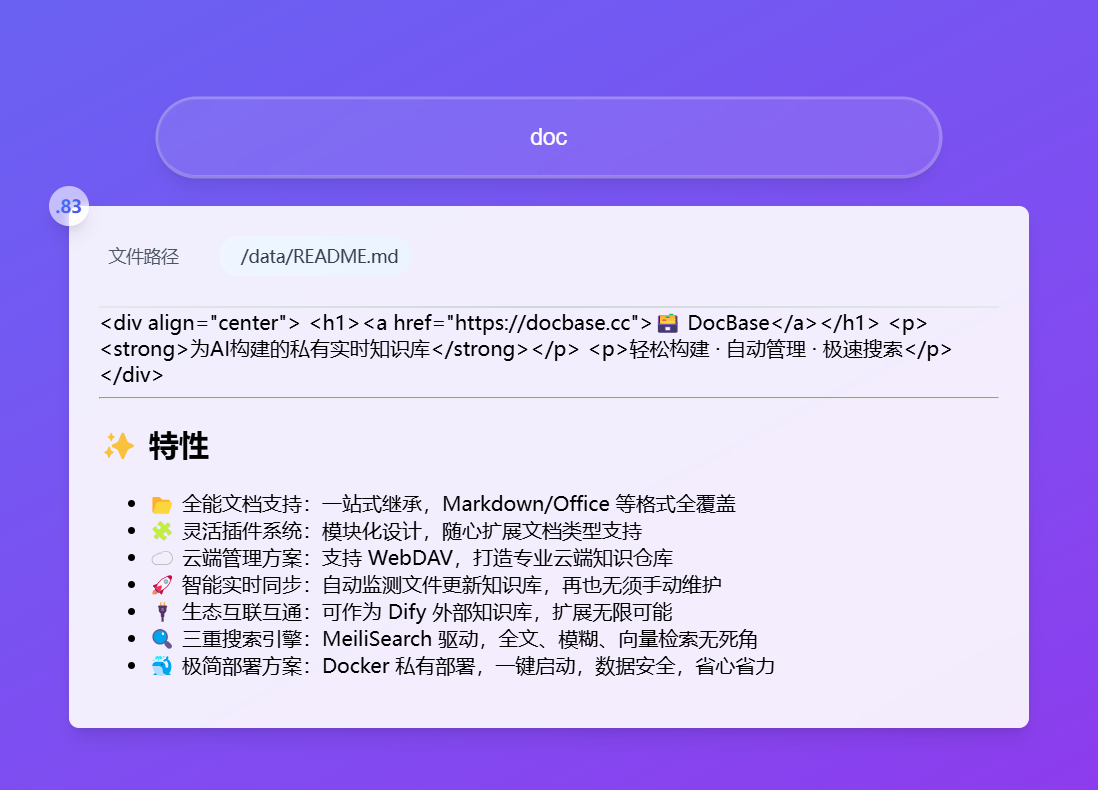 doc
.83
文件路径 /data/README.md
<div align="center"> <h1><a href="https://docbase.cc">🗃️ DocBase</a></h1> <p>
<strong>为AI构建的私有实时知识库</strong></p> <p>轻松构建 · 自动管理 · 极速搜索</p>
</div>
✨ 特性
• 📂 全能文档支持：一站式继承，Markdown/Office 等格式全覆盖
• 🧩 灵活插件系统：模块化设计，随心扩展文档类型支持
• ☁️ 云端管理方案：支持 WebDAV，打造专业云端知识仓库
• 🚀 智能实时同步：自动监测文件更新知识库，再也无须手动维护
• 🔌 生态互联互通：可作为 Dify 外部知识库，扩展无限可能
• 🔍 三重搜索引擎：MeiliSearch 驱动，全文、模糊、向量检索无死角
• 🐳 极简部署方案：Docker 私有部署，一键启动，数据安全，省心省力